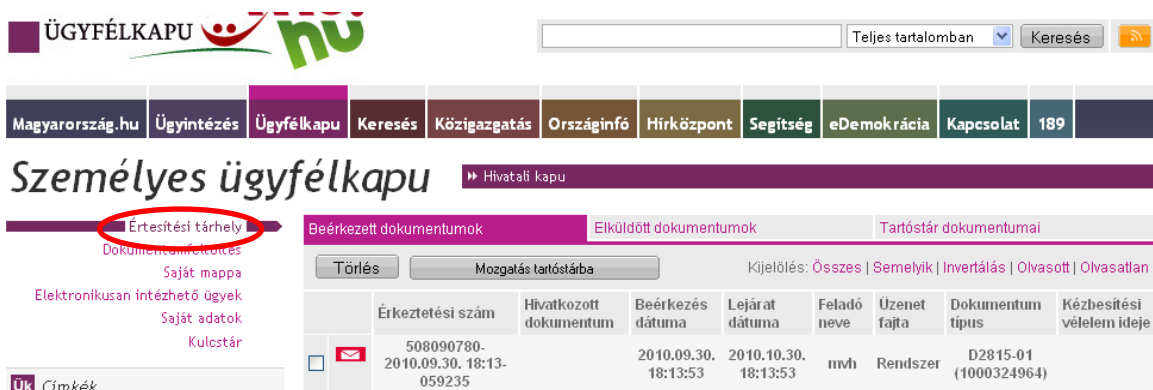 ÜGYFÉLKAPU
.hu
Teljes tartalomban Keresés
Magyarország.hu Ügyintézés Ügyfélkapu Keresés Közigazgatás Országinfó Hírközpont Segítség eDemokrácia Kapcsolat 189
Személyes ügyfélkapu
Hivatali kapu
Értesítési tárhely
Dokumentumfeltöltés
Saját mappa
Elektronikusan intézhető ügyek
Saját adatok
Kulcstár
Ük Címkék
Beérkezett dokumentumok Elküldött dokumentumok Tartóstár dokumentumai
Törlés Mozgatás tartóstárba Kijelölés: Összes | Semelyik | Invertálás | Olvasott | Olvasatlan
Érkeztetési szám Hivatkozott dokumentum Beérkezés dátuma Lejárat dátuma Feladó neve Üzenet fajta Dokumentum típus Kézbesítési vélelem ideje
508090780-
2010.09.30. 18:13-
059235
2010.09.30. 18:13:53
2010.10.30. 18:13:53
mvh
Rendszer
D2815-01
(1000324964)